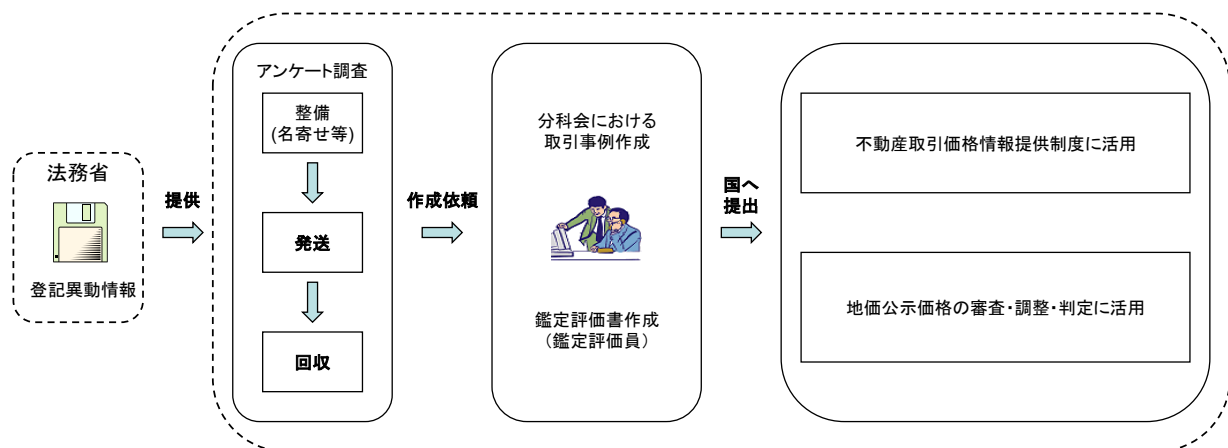 法務省
登記異動情報
提供
アンケート調査
整備
(名寄せ等)
発送
回収
作成依頼
分科会における
取引事例作成
鑑定評価書作成
（鑑定評価員）
国へ
提出
不動産取引価格情報提供制度に活用
地価公示価格の審査・調整・判定に活用